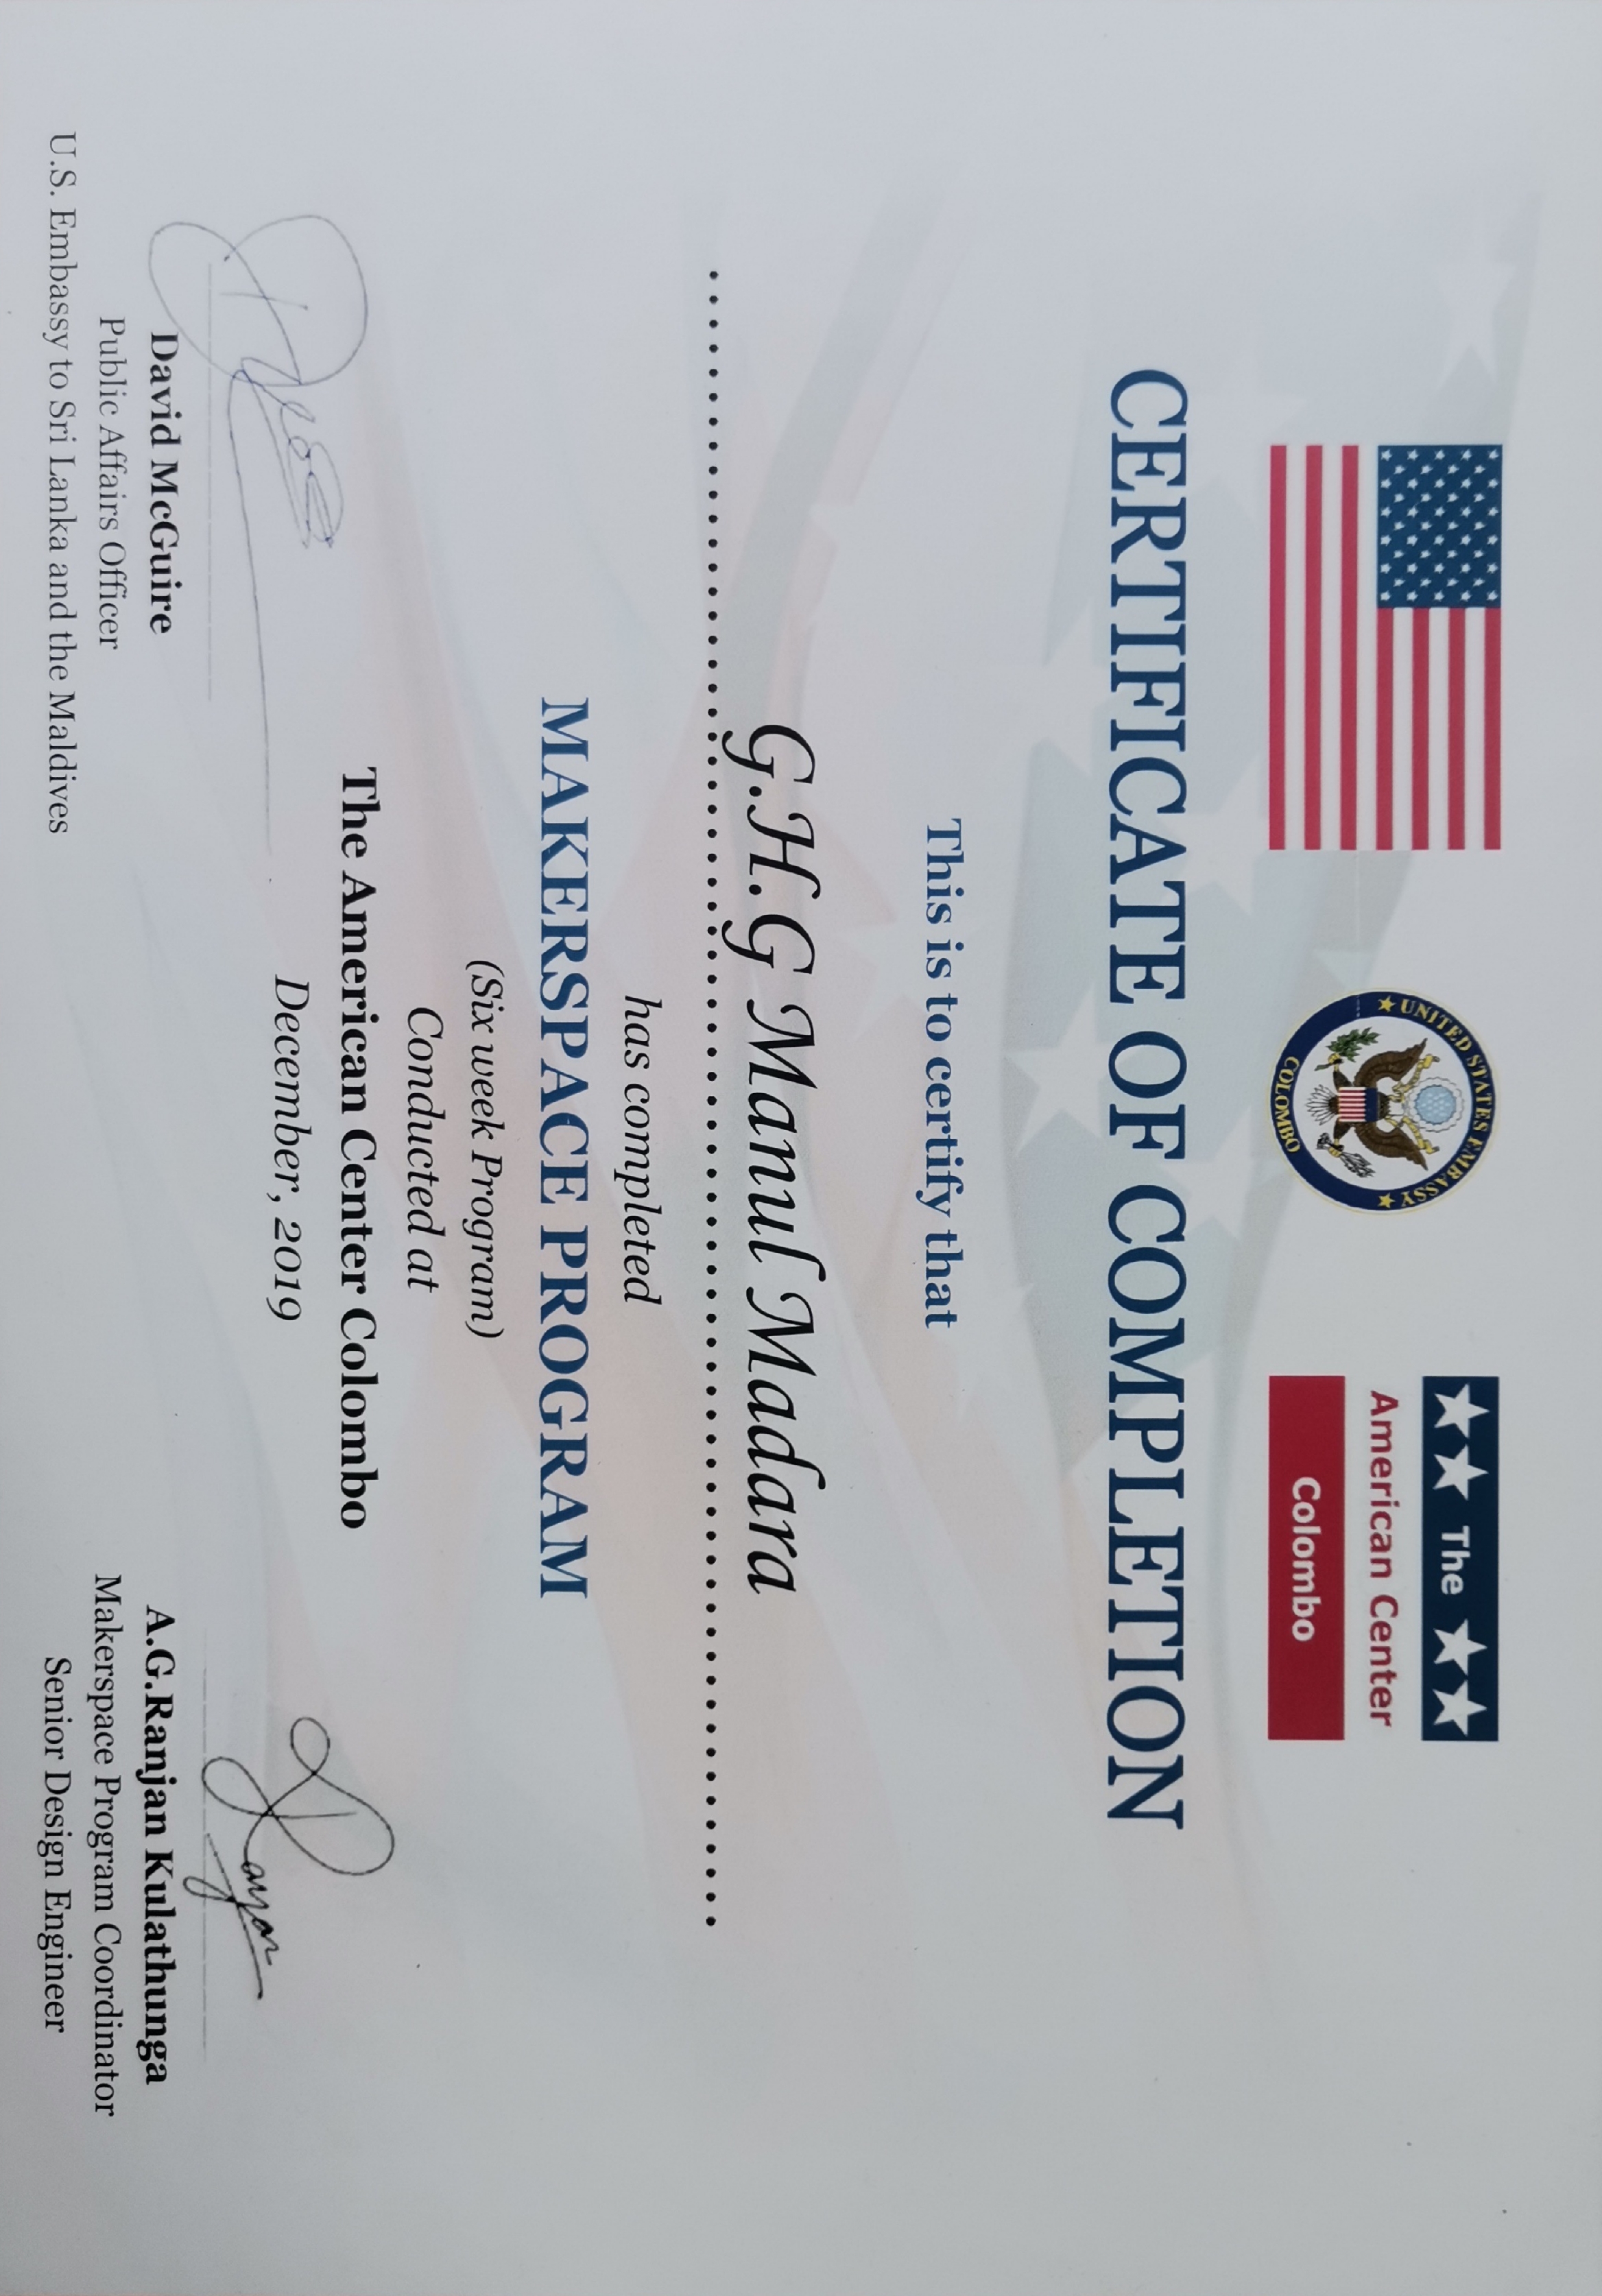 UNITED STATES EMBASSY
COLOMBO
The
American Center
Colombo
CERTIFICATE OF COMPLETION
This is to certify that
G.H.G Manul Madara
has completed
MAKERSPACE PROGRAM
(Six week Program)
Conducted at
The American Center Colombo
December, 2019
David McGuire
Public Affairs Officer
U.S. Embassy to Sri Lanka and the Maldives
A.G.Ranjan Kulathunga
Makerspace Program Coordinator
Senior Design Engineer